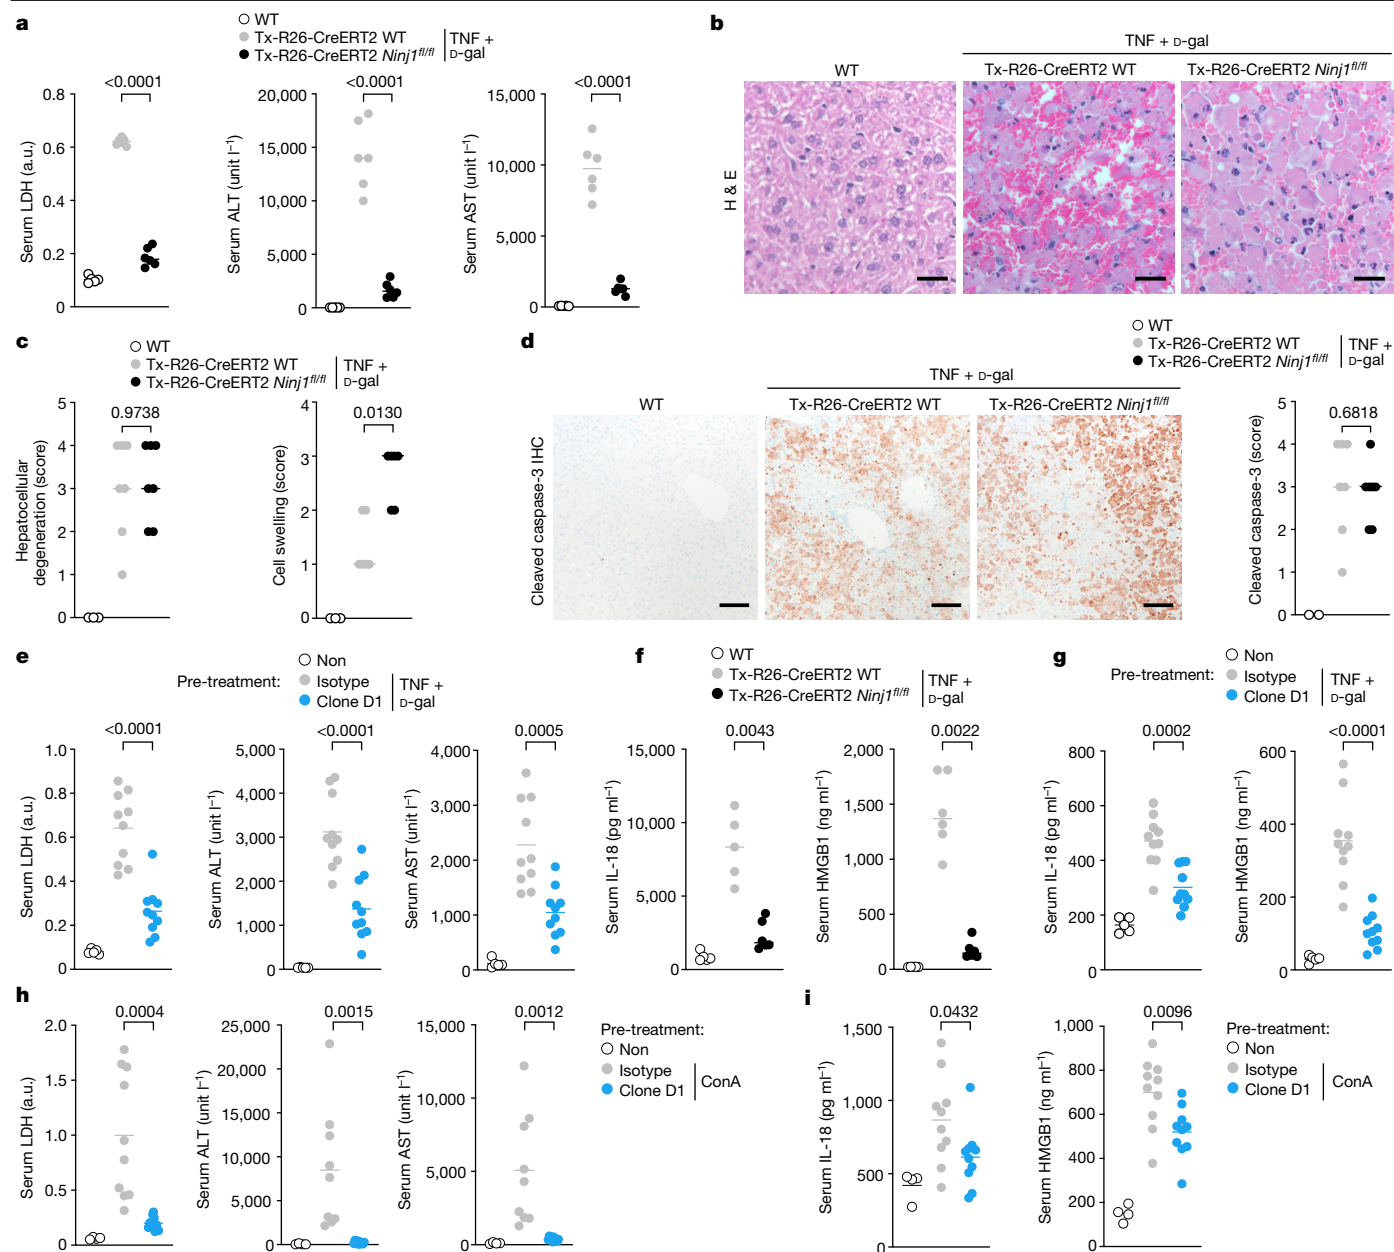 a
WT
Tx-R26-CreERT2 WT
Tx-R26-CreERT2 Ninj1fl/fl
TNF +
D-gal
<0.0001
Serum LDH (a.u.)
0.8
0.6
0.4
0.2
0
<0.0001
Serum ALT (unit l–1)
20,000
15,000
10,000
5,000
0
<0.0001
Serum AST (unit l–1)
15,000
10,000
5,000
0
b
TNF + D-gal
WT
Tx-R26-CreERT2 WT
Tx-R26-CreERT2 Ninj1fl/fl
H & E
c
WT
Tx-R26-CreERT2 WT
Tx-R26-CreERT2 Ninj1fl/fl
TNF +
D-gal
0.9738
Hepatocellular
degeneration (score)
5
4
3
2
1
0
0.0130
Cell swelling (score)
4
3
2
1
0
d
WT
Tx-R26-CreERT2 WT
Tx-R26-CreERT2 Ninj1fl/fl
TNF +
D-gal
TNF + D-gal
WT
Tx-R26-CreERT2 WT
Tx-R26-CreERT2 Ninj1fl/fl
Cleaved caspase-3 IHC
0.6818
Cleaved caspase-3 (score)
5
4
3
2
1
0
e
Pre-treatment:
Non
Isotype
Clone D1
TNF +
D-gal
<0.0001
Serum LDH (a.u.)
1.0
0.8
0.6
0.4
0.2
0
<0.0001
Serum ALT (unit l–1)
5,000
4,000
3,000
2,000
1,000
0
0.0005
Serum AST (unit l–1)
4,000
3,000
2,000
1,000
0
f
WT
Tx-R26-CreERT2 WT
Tx-R26-CreERT2 Ninj1fl/fl
TNF +
D-gal
0.0043
Serum IL-18 (pg ml–1)
15,000
10,000
5,000
0
0.0022
Serum HMGB1 (ng ml–1)
2,000
1,500
1,000
500
0
g
Pre-treatment:
Non
Isotype
Clone D1
TNF +
D-gal
0.0002
Serum IL-18 (pg ml–1)
800
600
400
200
0
<0.0001
Serum HMGB1 (ng ml–1)
600
400
200
0
h
0.0004
Serum LDH (a.u.)
2.0
1.5
1.0
0.5
0
0.0015
Serum ALT (unit l–1)
25,000
20,000
15,000
10,000
5,000
0
0.0012
Serum AST (unit l–1)
15,000
10,000
5,000
0
Pre-treatment:
Non
Isotype
Clone D1
ConA
i
0.0432
Serum IL-18 (pg ml–1)
1,500
1,000
500
0
0.0096
Serum HMGB1 (ng ml–1)
1,000
800
600
400
200
0
Pre-treatment:
Non
Isotype
Clone D1
ConA